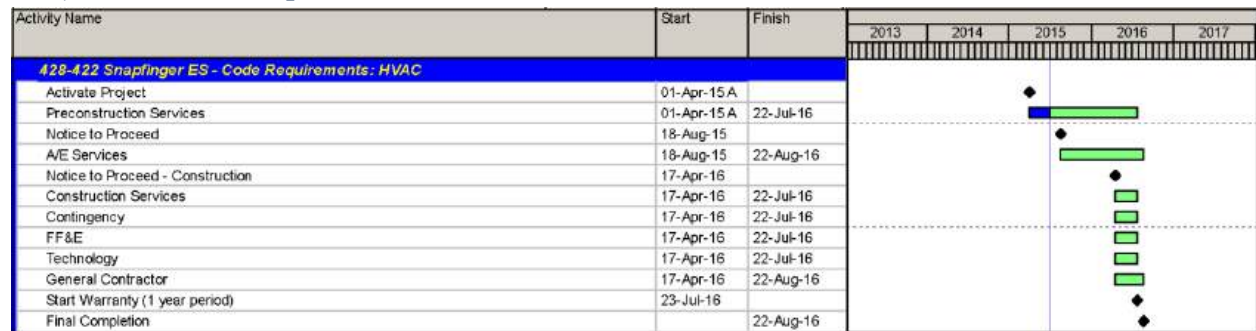 Activity Name Start Finish
2013 2014 2015 2016 2017
428-422 Snapfinger ES - Code Requirements: HVAC
Activate Project 01-Apr-15 A
Preconstruction Services 01-Apr-15 A 22-Jul-16
Notice to Proceed 18-Aug-15
A/E Services 18-Aug-15 22-Aug-16
Notice to Proceed - Construction 17-Apr-16
Construction Services 17-Apr-16 22-Jul-16
Contingency 17-Apr-16 22-Jul-16
FF&E 17-Apr-16 22-Jul-16
Technology 17-Apr-16 22-Jul-16
General Contractor 17-Apr-16 22-Aug-16
Start Warranty (1 year period) 23-Jul-16
Final Completion 22-Aug-16